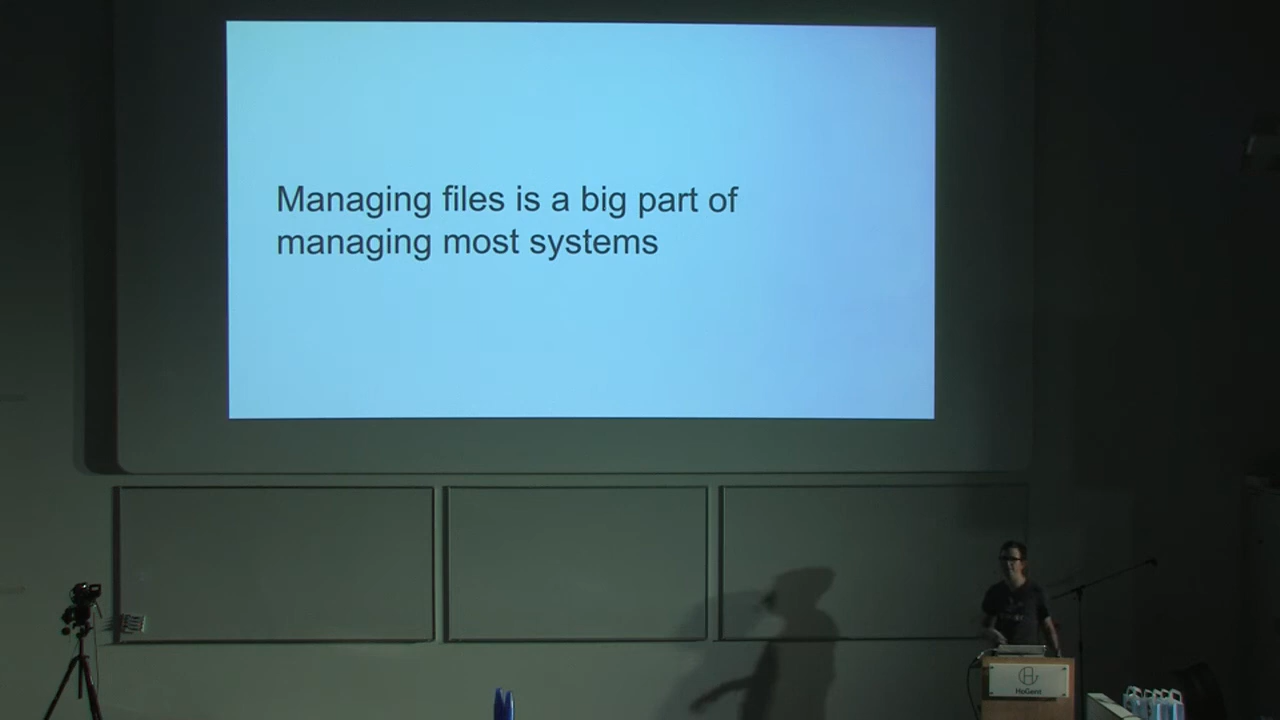 Managing files is a big part of
managing most systems
HoGent